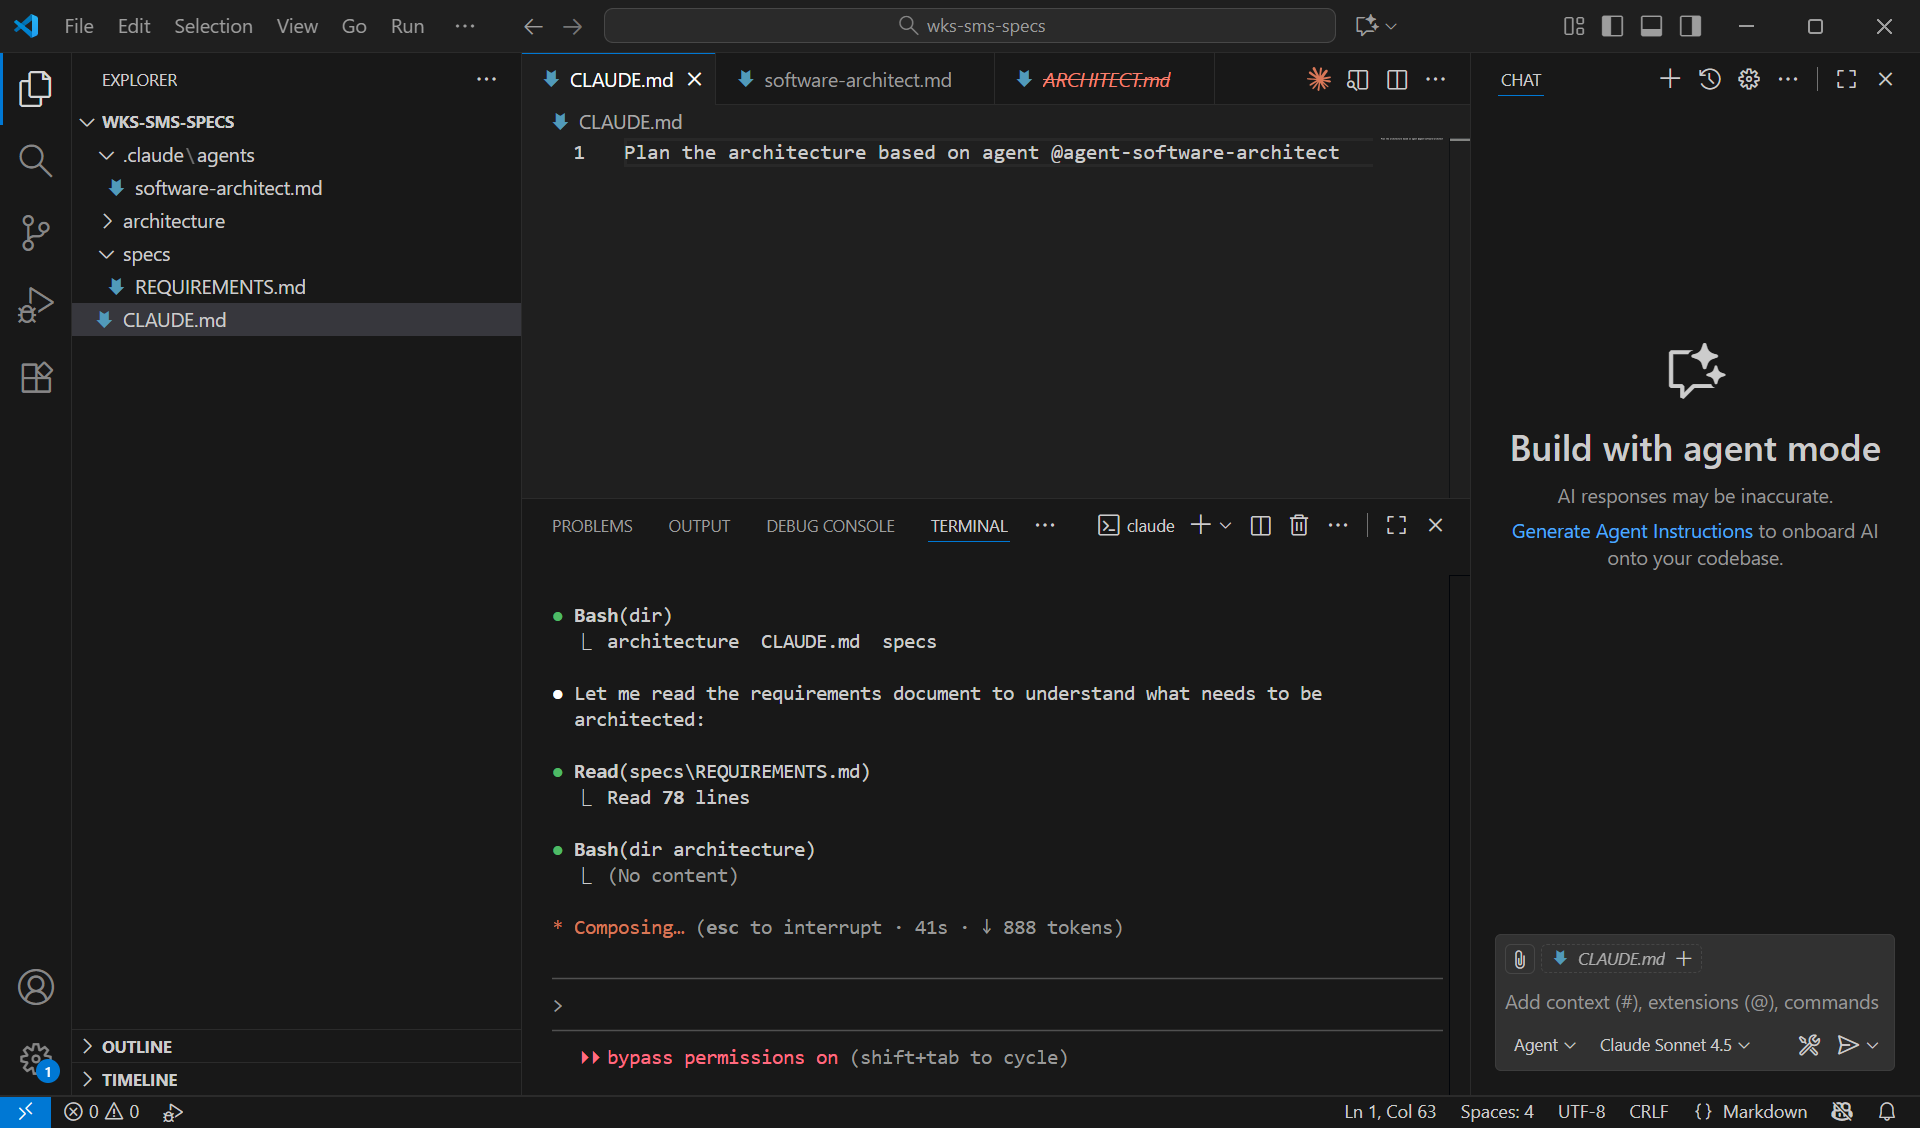 File Edit Selection View Go Run ···
wks-sms-specs
EXPLORER
WKS-SMS-SPECS
.claude\agents
software-architect.md
architecture
specs
REQUIREMENTS.md
CLAUDE.md
OUTLINE
TIMELINE
CLAUDE.md
software-architect.md
ARCHITECT.md
CLAUDE.md
1 Plan the architecture based on agent @agent-software-architect
PROBLEMS OUTPUT DEBUG CONSOLE TERMINAL ··· claude
● Bash(dir)
⎿ architecture CLAUDE.md specs
● Let me read the requirements document to understand what needs to be
architected:
● Read(specs\REQUIREMENTS.md)
⎿ Read 78 lines
● Bash(dir architecture)
⎿ (No content)
* Composing… (esc to interrupt · 41s · ↓ 888 tokens)
>
⏵⏵ bypass permissions on (shift+tab to cycle)
CHAT
Build with agent mode
AI responses may be inaccurate.
Generate Agent Instructions to onboard AI
onto your codebase.
CLAUDE.md +
Add context (#), extensions (@), commands
Agent Claude Sonnet 4.5
1
0 0
Ln 1, Col 63 Spaces: 4 UTF-8 CRLF {} Markdown